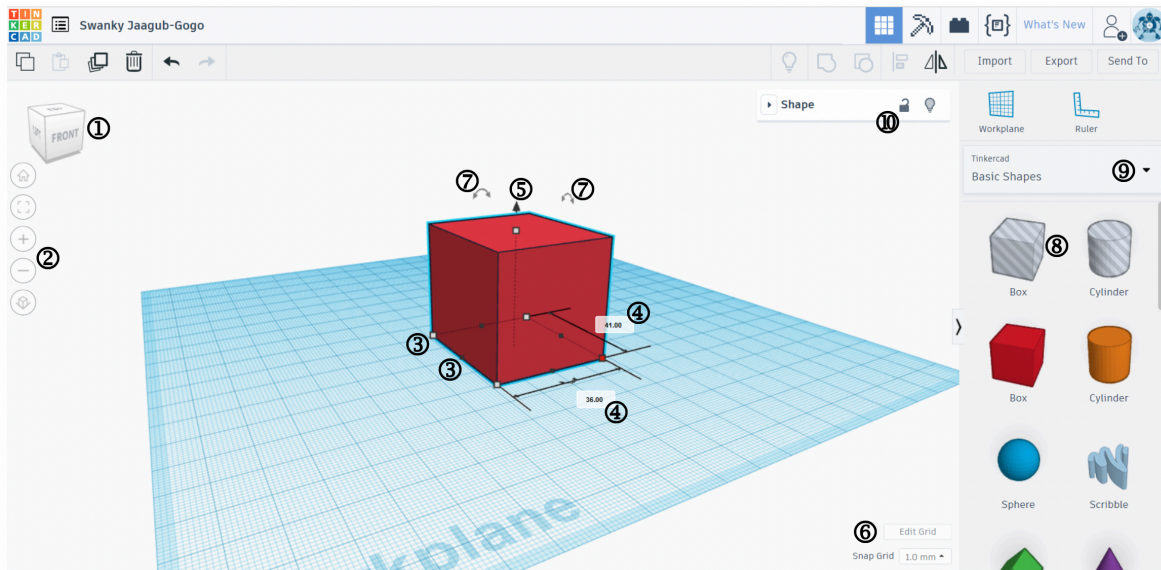 TIN
KER
CAD
Swanky Jaagub-Gogo
What's New
Import
Export
Send To
TOP
LEFT
FRONT
①
②
③
③
④
④
⑤
⑥
⑦
⑦
⑧
⑨
⑩
Shape
41.00
36.00
kplane
Edit Grid
Snap Grid 1.0 mm
Workplane
Ruler
Tinkercad
Basic Shapes
Box
Cylinder
Box
Cylinder
Sphere
Scribble